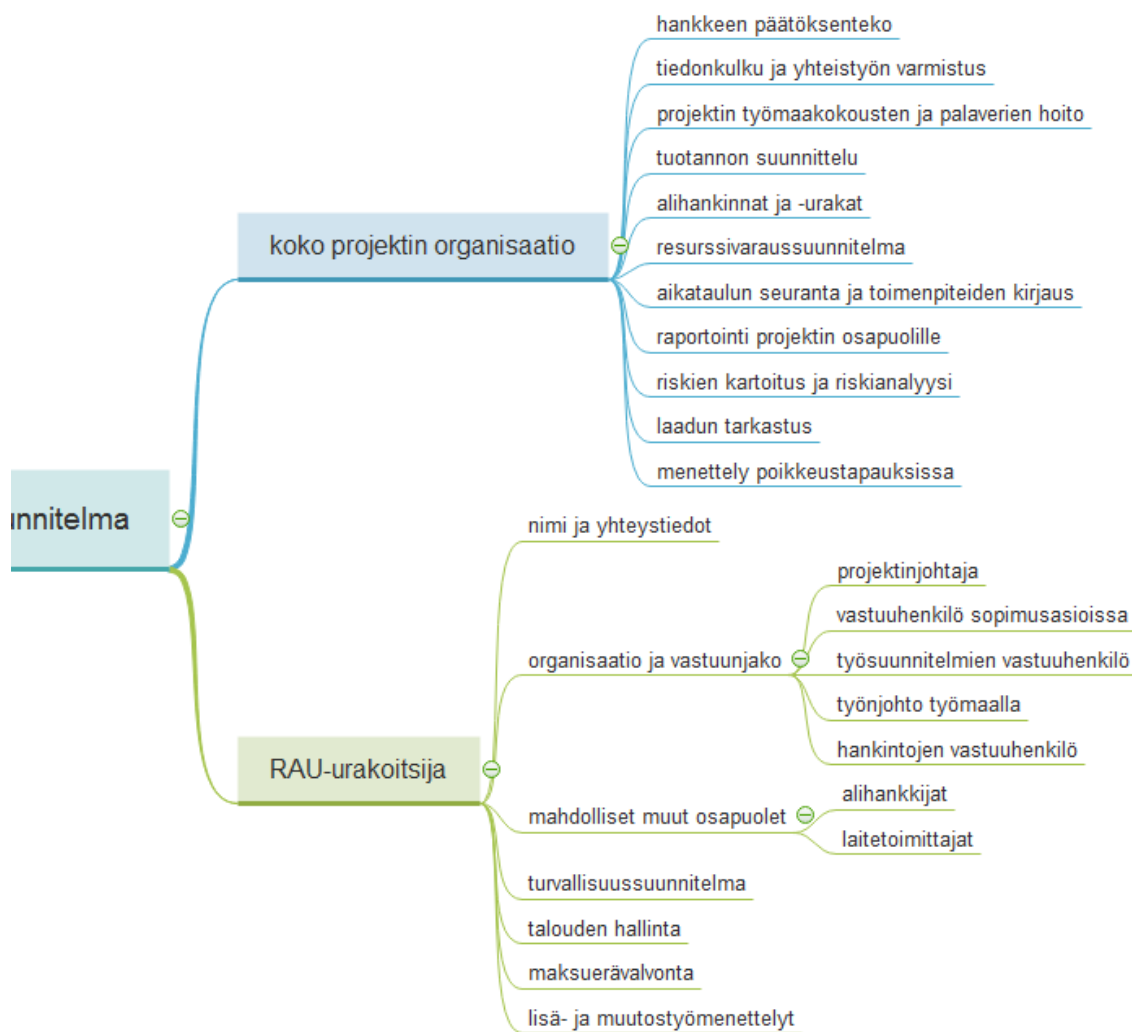 unnitelma
koko projektin organisaatio
hankkeen päätöksenteko
tiedonkulku ja yhteistyön varmistus
projektin työmaakokousten ja palaverien hoito
tuotannon suunnittelu
alihankinnat ja -urakat
resurssivaraussuunnitelma
aikataulun seuranta ja toimenpiteiden kirjaus
raportointi projektin osapuolille
riskien kartoitus ja riskianalyysi
laadun tarkastus
menettely poikkeustapauksissa
RAU-urakoitsija
nimi ja yhteystiedot
organisaatio ja vastuunjako
projektinjohtaja
vastuuhenkilö sopimusasioissa
työsuunnitelmien vastuuhenkilö
työnjohto työmaalla
hankintojen vastuuhenkilö
mahdolliset muut osapuolet
alihankkijat
laitetoimittajat
turvallisuussuunnitelma
talouden hallinta
maksuerävalvonta
lisä- ja muutostyömenettelyt